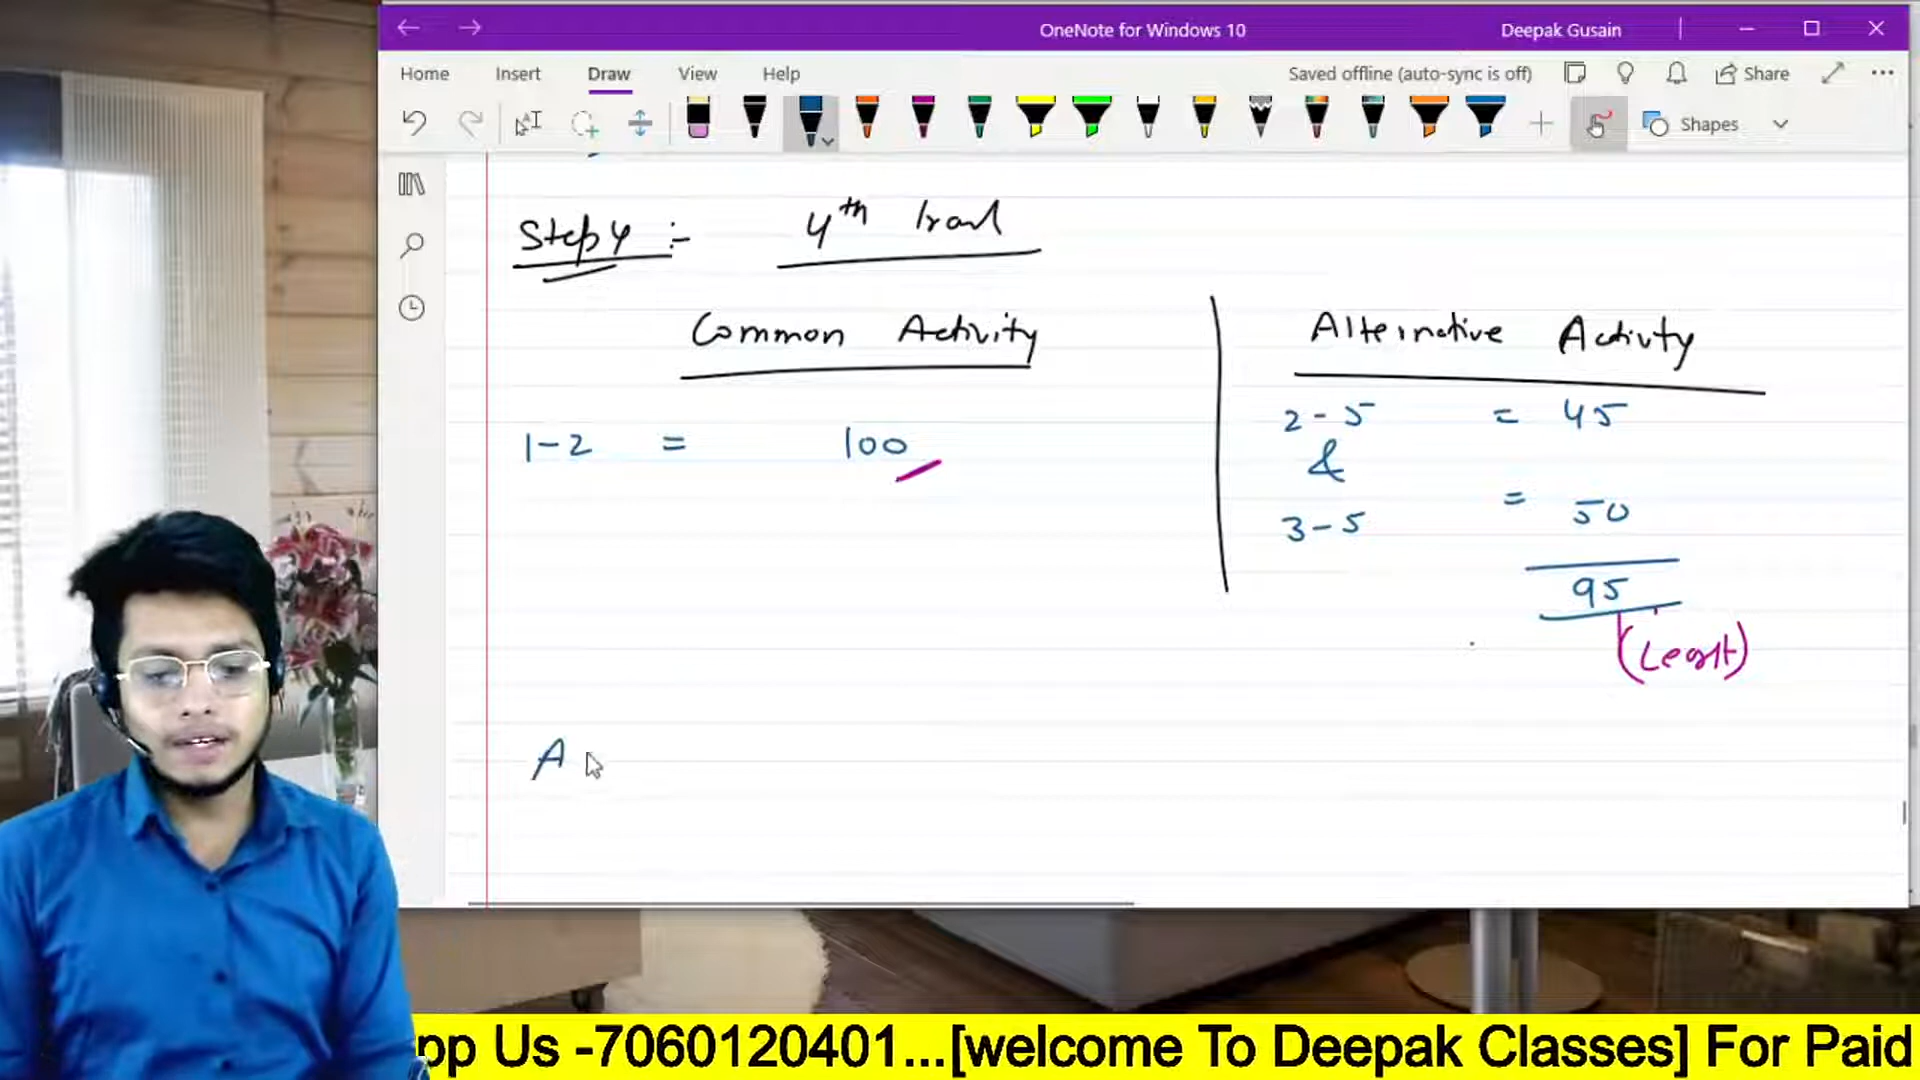 OneNote for Windows 10
Deepak Gusain
Home Insert Draw View Help
Saved offline (auto-sync is off)
Share
Shapes
Step 4 :- 4th
Common Activity
Alternative Activity
1-2 = 100
2-5 = 45
&
3-5 = 50
95
(Least)
A
pp Us -7060120401...[welcome To Deepak Classes] For Paid